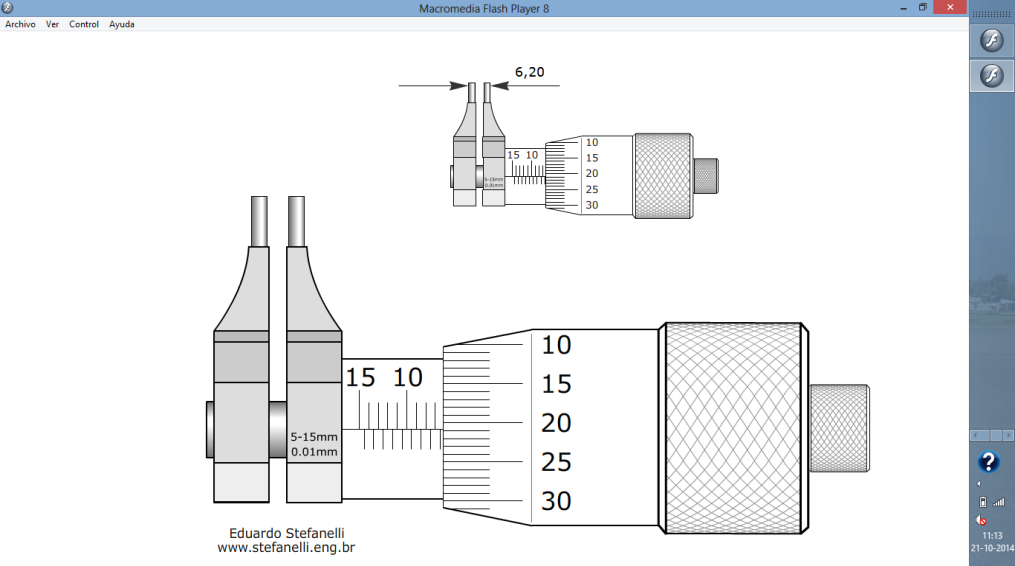 Macromedia Flash Player 8
Archivo Ver Control Ayuda
6,20
15 10
10
15
20
25
30
5-15mm
0.01mm
15 10
10
15
20
25
30
5-15mm
0.01mm
Eduardo Stefanelli
www.stefanelli.eng.br
11:13
21-10-2014